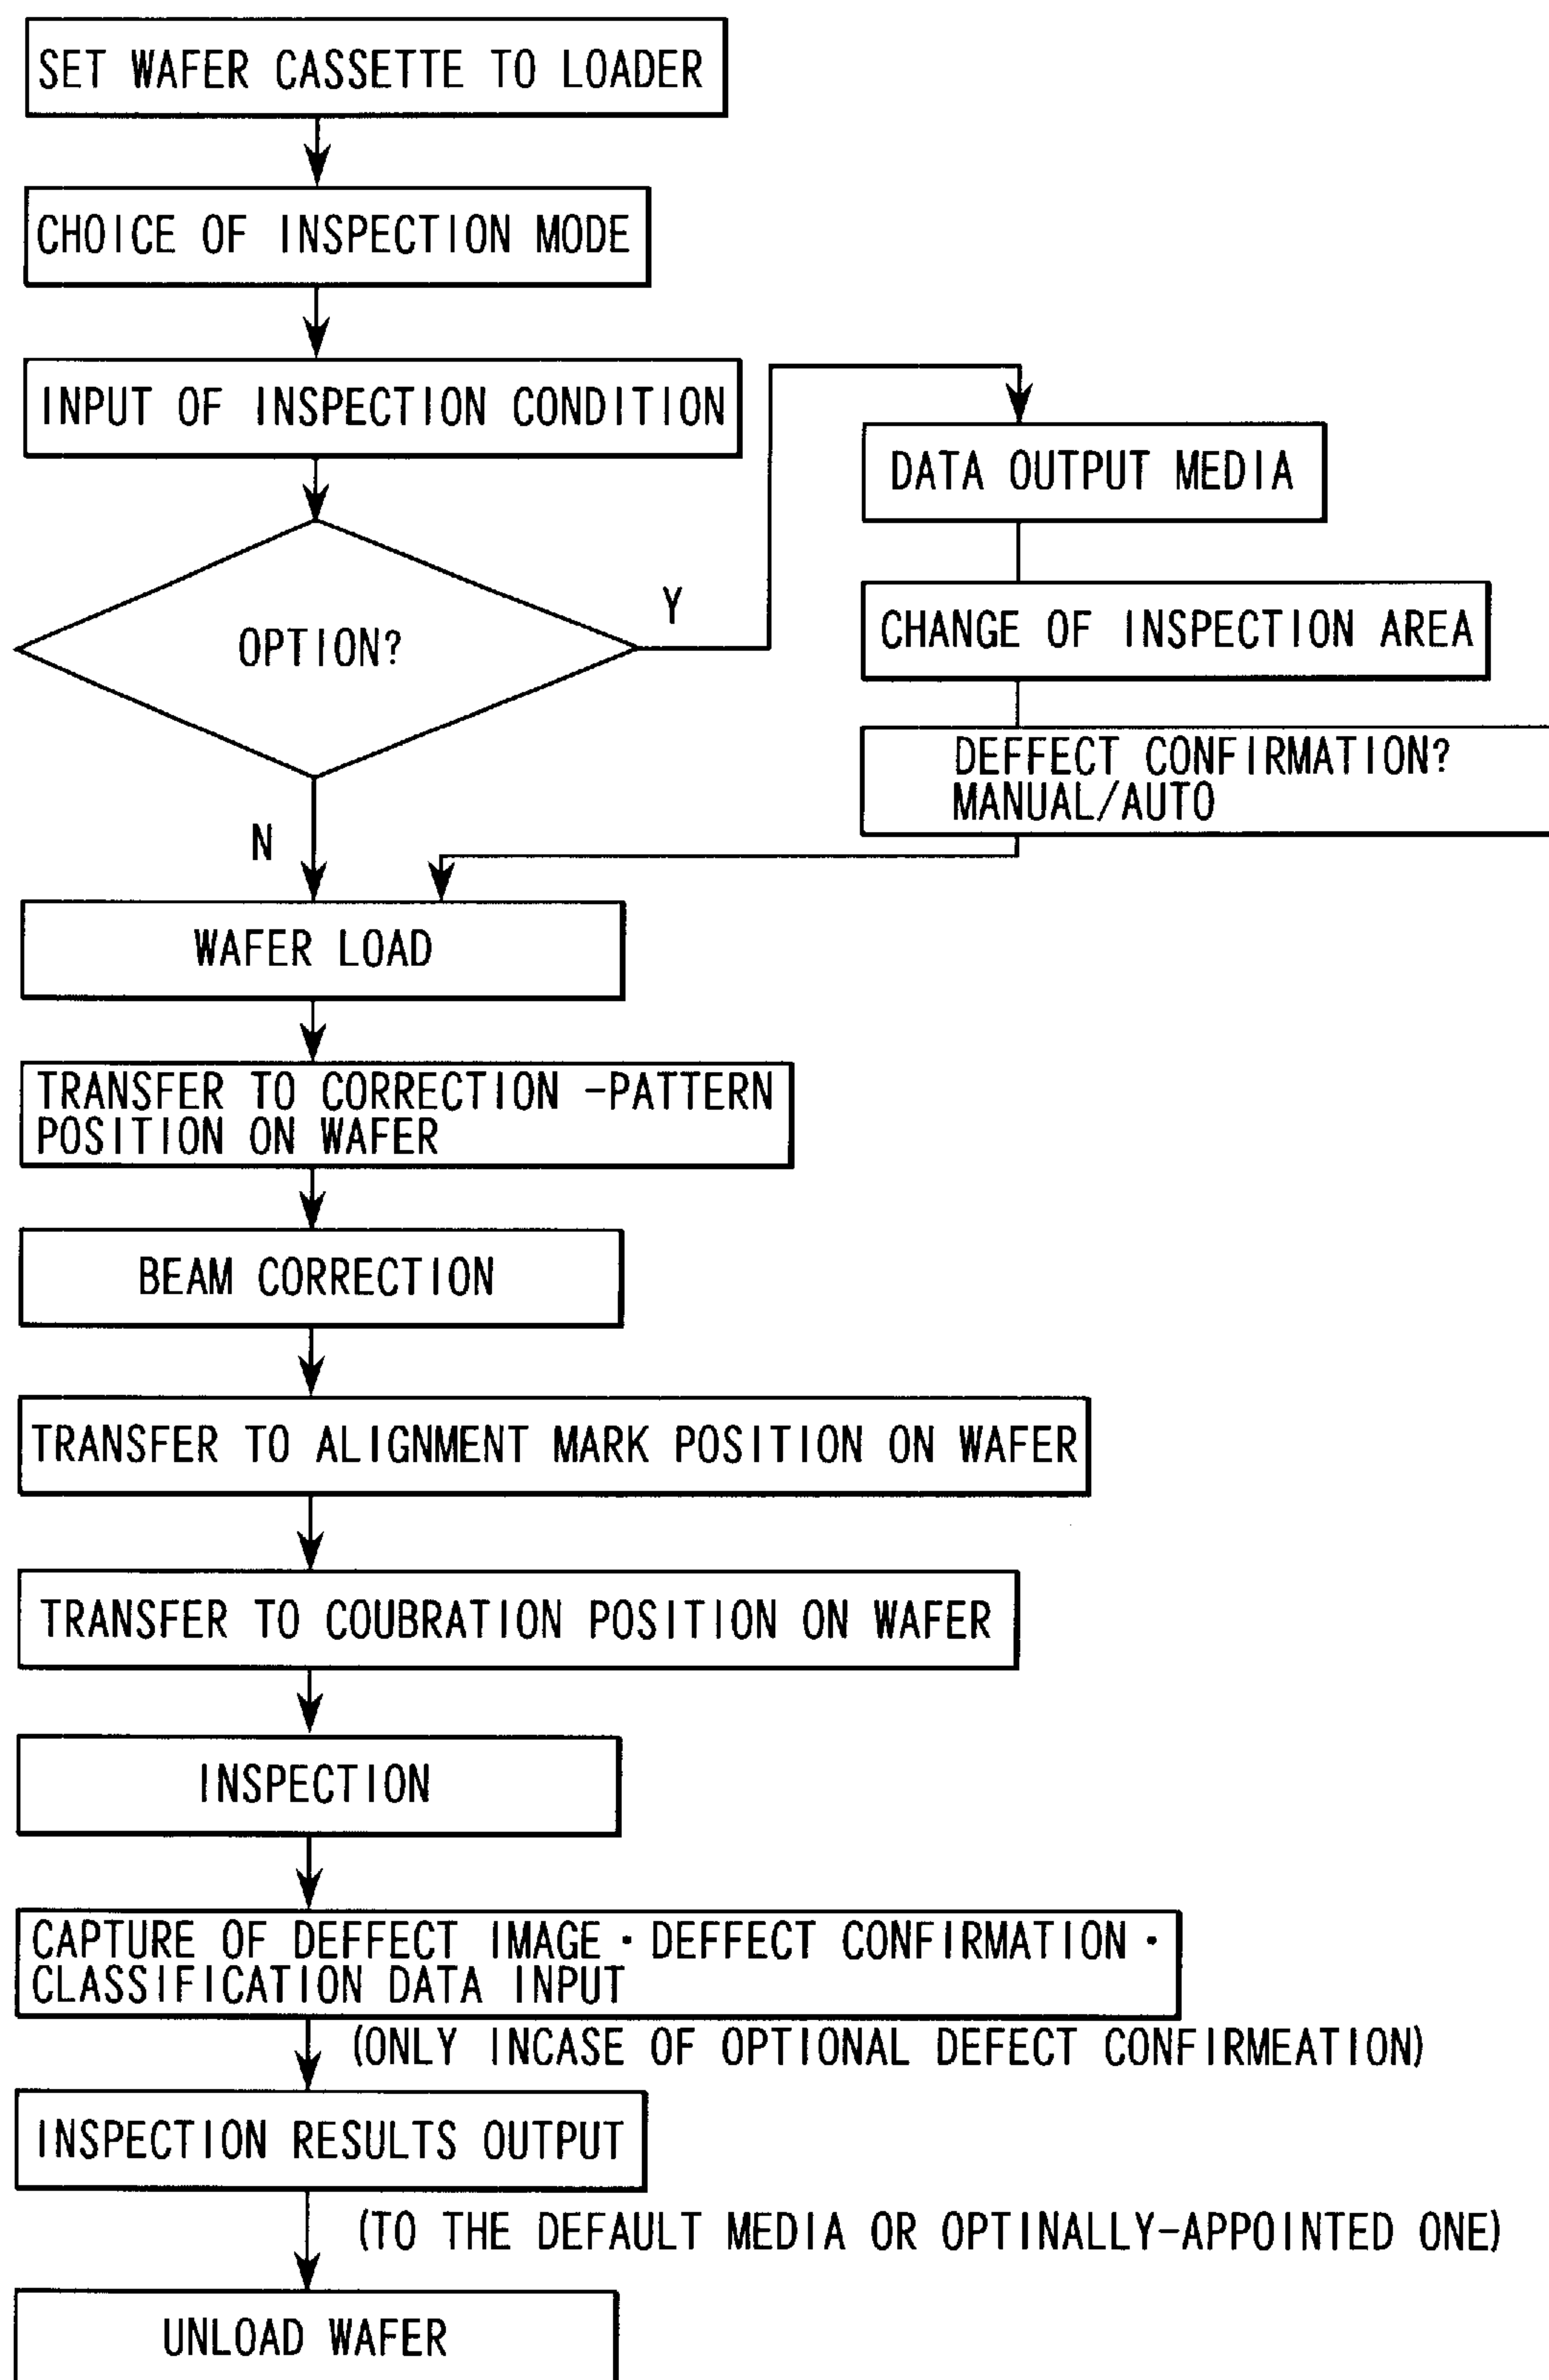 SET WAFER CASSETTE TO LOADER
CHOICE OF INSPECTION MODE
INPUT OF INSPECTION CONDITION
OPTION?
Y
DATA OUTPUT MEDIA
CHANGE OF INSPECTION AREA
DEFFECT CONFIRMATION?
MANUAL/AUTO
N
WAFER LOAD
TRANSFER TO CORRECTION -PATTERN
POSITION ON WAFER
BEAM CORRECTION
TRANSFER TO ALIGNMENT MARK POSITION ON WAFER
TRANSFER TO COUBRATION POSITION ON WAFER
INSPECTION
CAPTURE OF DEFFECT IMAGE・DEFFECT CONFIRMATION・
CLASSIFICATION DATA INPUT
(ONLY INCASE OF OPTIONAL DEFECT CONFIRMEATION)
INSPECTION RESULTS OUTPUT
(TO THE DEFAULT MEDIA OR OPTINALLY-APPOINTED ONE)
UNLOAD WAFER